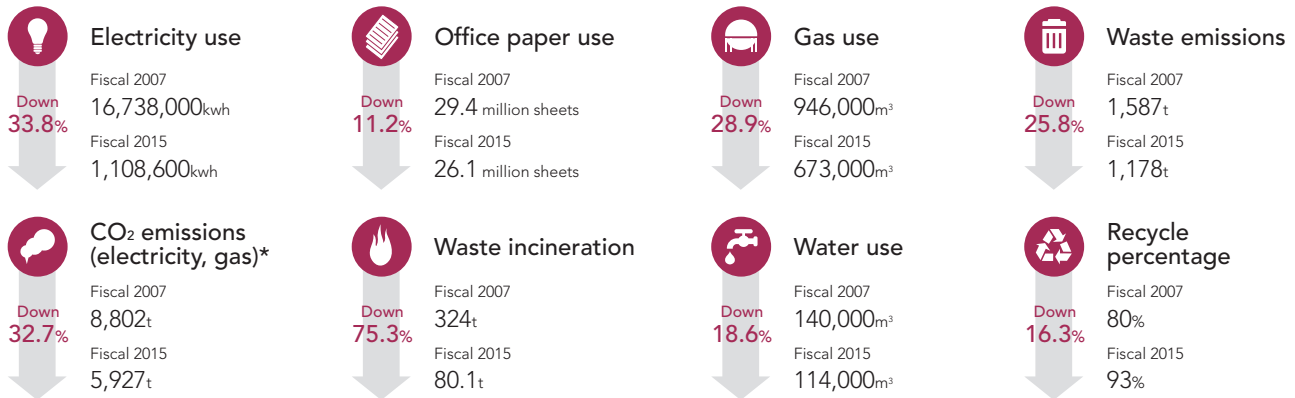 Electricity use
Fiscal 2007
Down
16,738,000kwh
33.8%
Fiscal 2015
1,108,600kwh
Office paper use
Fiscal 2007
Down
29.4 million sheets
11.2%
Fiscal 2015
26.1 million sheets
Gas use
Fiscal 2007
Down
946,000m³
28.9%
Fiscal 2015
673,000m³
Waste emissions
Fiscal 2007
Down
1,587t
25.8%
Fiscal 2015
1,178t
CO₂ emissions
(electricity, gas)*
Fiscal 2007
Down
8,802t
32.7%
Fiscal 2015
5,927t
Waste incineration
Fiscal 2007
Down
324t
75.3%
Fiscal 2015
80.1t
Water use
Fiscal 2007
Down
140,000m³
18.6%
Fiscal 2015
114,000m³
Recycle
percentage
Fiscal 2007
Down
80%
16.3%
Fiscal 2015
93%